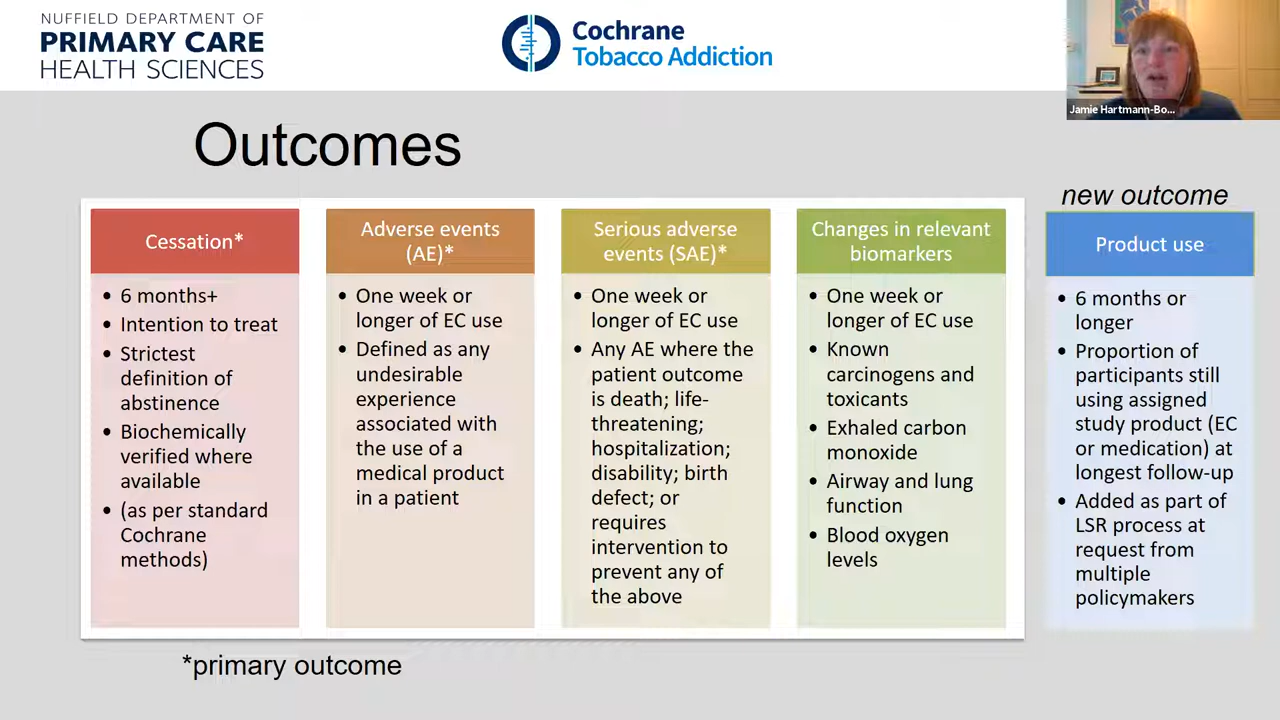 NUFFIELD DEPARTMENT OF
PRIMARY CARE
HEALTH SCIENCES
Cochrane
Tobacco Addiction
Jamie Hartmann-Bo...
Outcomes
Cessation*
• 6 months+
• Intention to treat
• Strictest
definition of
abstinence
• Biochemically
verified where
available
• (as per standard
Cochrane
methods)
Adverse events
(AE)*
• One week or
longer of EC use
• Defined as any
undesirable
experience
associated with
the use of a
medical product
in a patient
Serious adverse
events (SAE)*
• One week or
longer of EC use
• Any AE where the
patient outcome
is death; life-
threatening;
hospitalization;
disability; birth
defect; or
requires
intervention to
prevent any of
the above
Changes in relevant
biomarkers
• One week or
longer of EC use
• Known
carcinogens and
toxicants
• Exhaled carbon
monoxide
• Airway and lung
function
• Blood oxygen
levels
new outcome
Product use
• 6 months or
longer
• Proportion of
participants still
using assigned
study product (EC
or medication) at
longest follow-up
• Added as part of
LSR process at
request from
multiple
policymakers
*primary outcome